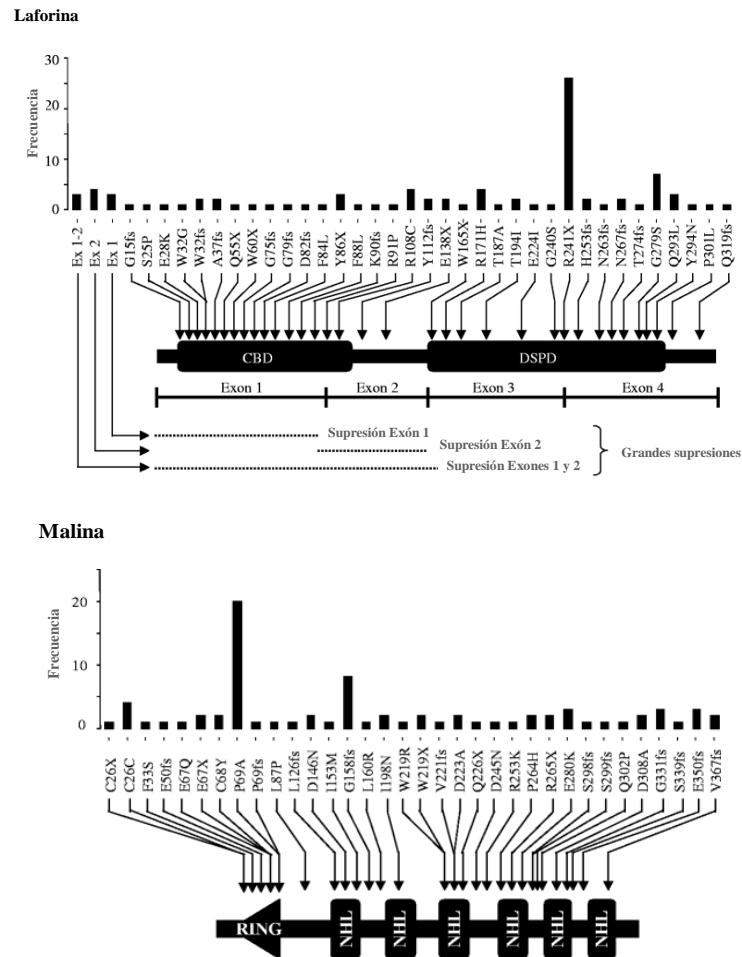 Laforina
Frecuencia
30
20
10
0
Ex 1-2
Ex 2
Ex 1
G15fs
S25P
E28K
W32G
W32fs
A37fs
Q55X
W60X
G75fs
G79fs
D82fs
F84L
Y86X
F88L
K90fs
R91P
R108C
Y112fs
E138X
W165X
R171H
T187A
T194I
E224I
G240S
R241X
H253fs
N263fs
N267fs
T274fs
G279S
Q293L
Y294N
P301L
Q319fs
CBD
DSPD
Exon 1
Exon 2
Exon 3
Exon 4
Supresión Exón 1
Supresión Exón 2
Supresión Exones 1 y 2
Grandes supresiones
Malina
Frecuencia
20
10
0
C26X
C26C
F33S
E50fs
E67Q
E67X
C68Y
P69A
P69fs
L87P
L126fs
D146N
I153M
G158fs
L160R
I198N
W219R
W219X
V221fs
D223A
Q226X
D245N
R253K
P264H
R265X
E280K
S298fs
S299fs
Q302P
D308A
G331fs
S339fs
E350fs
V367fs
RING
NHL
NHL
NHL
NHL
NHL
NHL